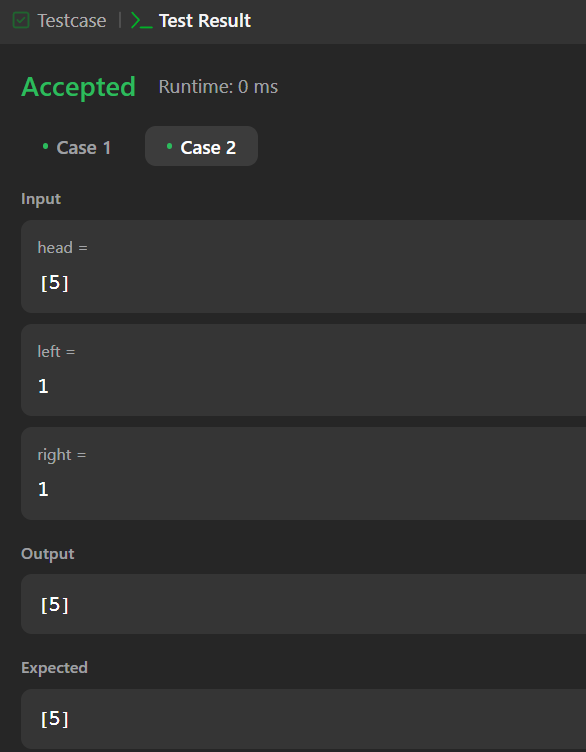 Testcase | >_ Test Result
Accepted Runtime: 0 ms
• Case 1 • Case 2
Input
head =
[5]
left =
1
right =
1
Output
[5]
Expected
[5]